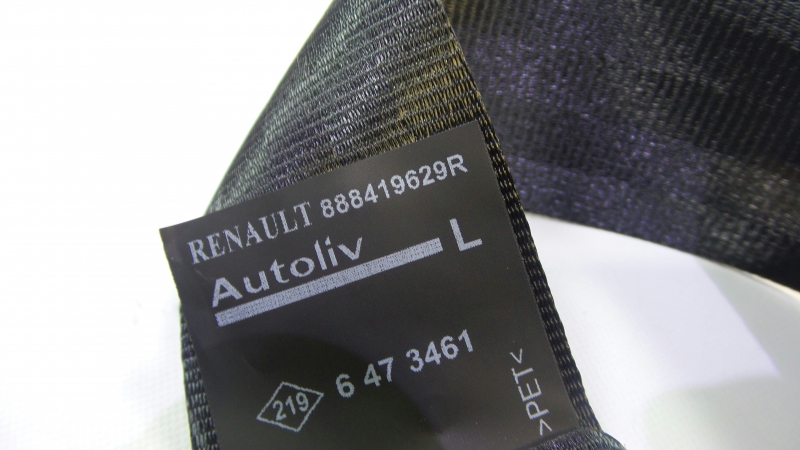 RENAULT 888419629R
Autoliv L
219 6 47 3461
>PET<